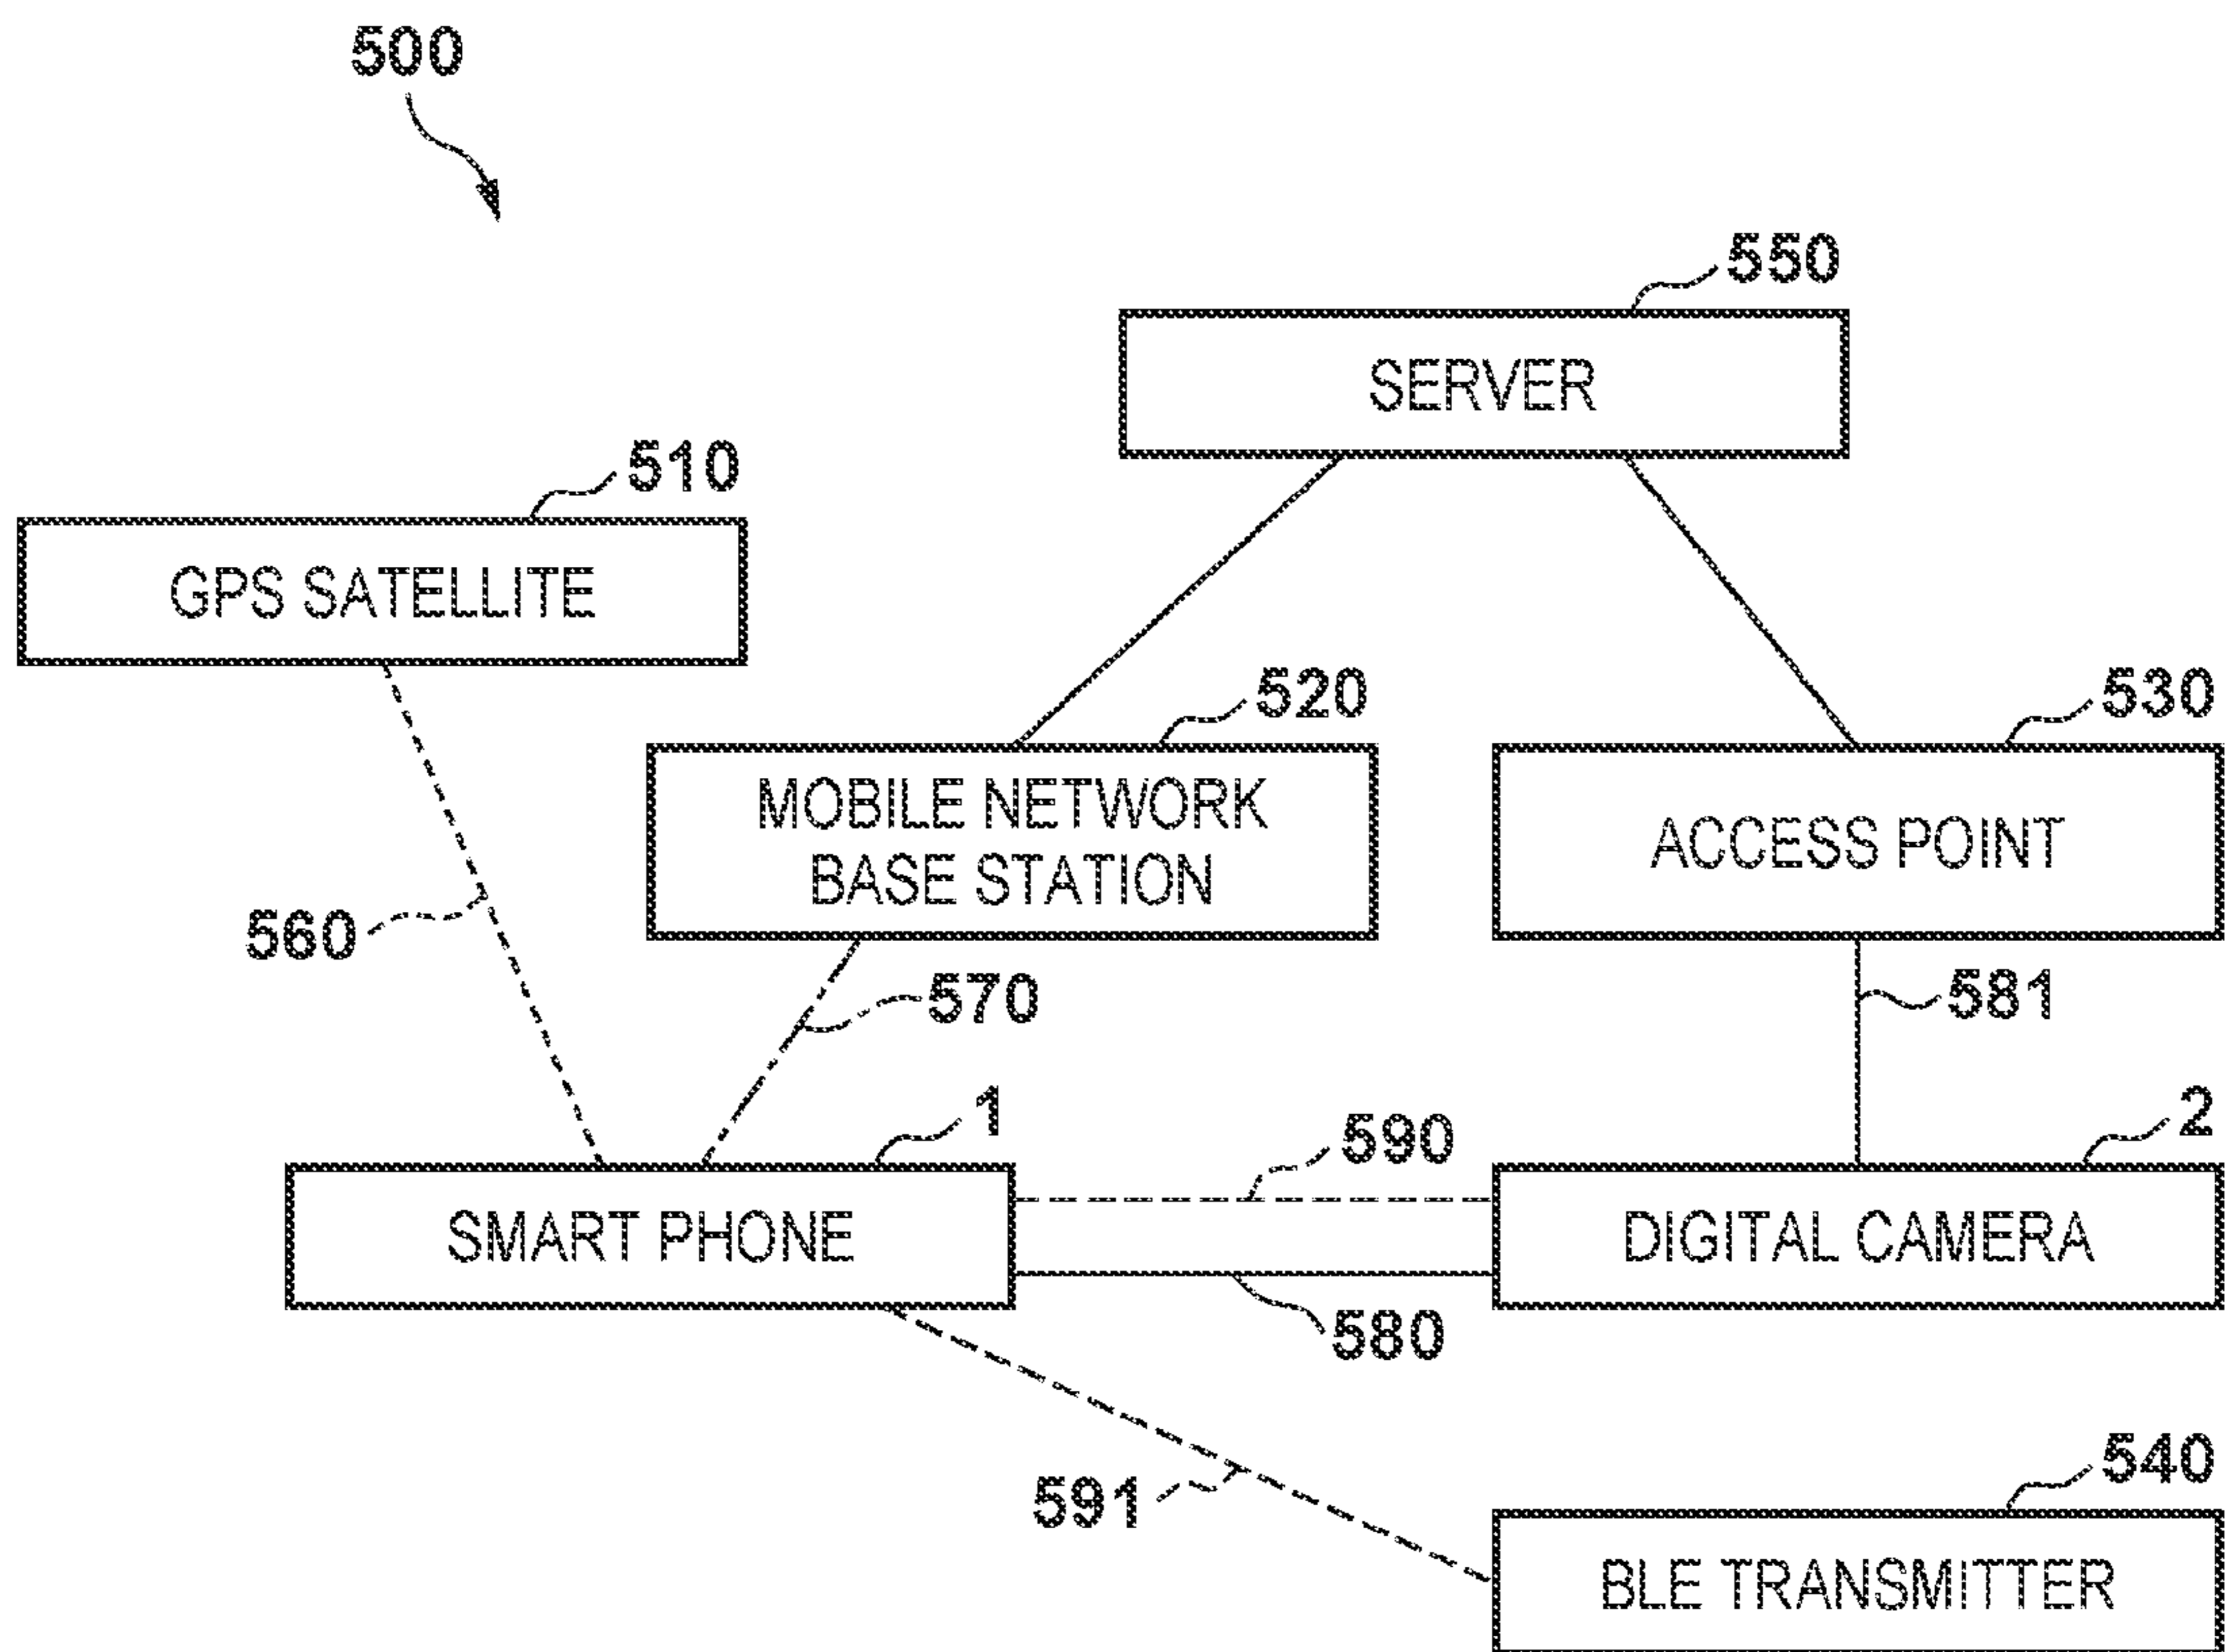 500
550
SERVER
510
GPS SATELLITE
520
530
MOBILE NETWORK
BASE STATION
ACCESS POINT
560
570
581
1
590
2
SMART PHONE
DIGITAL CAMERA
580
591
540
BLE TRANSMITTER